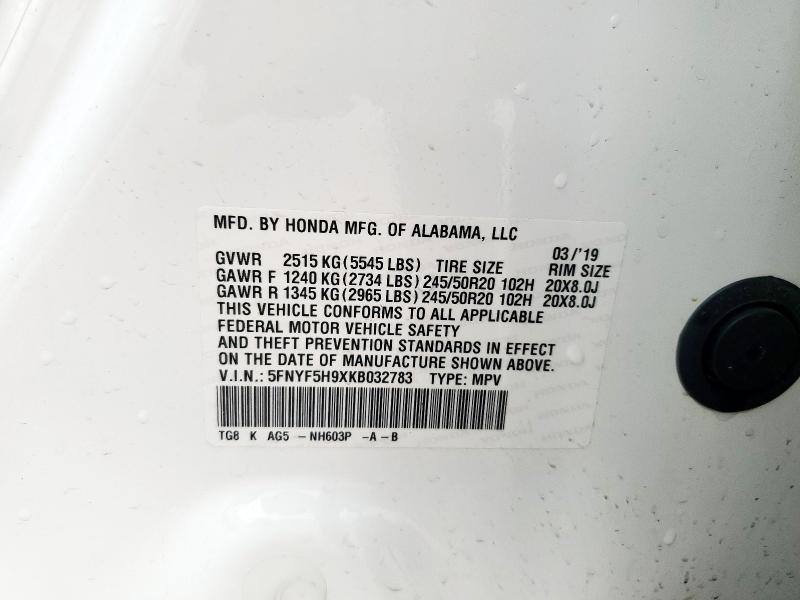 MFD. BY HONDA MFG. OF ALABAMA, LLC
03/'19
GVWR 2515 KG (5545 LBS) TIRE SIZE RIM SIZE
GAWR F 1240 KG (2734 LBS) 245/50R20 102H 20X8.0J
GAWR R 1345 KG (2965 LBS) 245/50R20 102H 20X8.0J
THIS VEHICLE CONFORMS TO ALL APPLICABLE
FEDERAL MOTOR VEHICLE SAFETY
AND THEFT PREVENTION STANDARDS IN EFFECT
ON THE DATE OF MANUFACTURE SHOWN ABOVE.
V.I.N.: 5FNYF5H9XKB032783 TYPE: MPV
TG8 K AG5 -NH603P -A-B